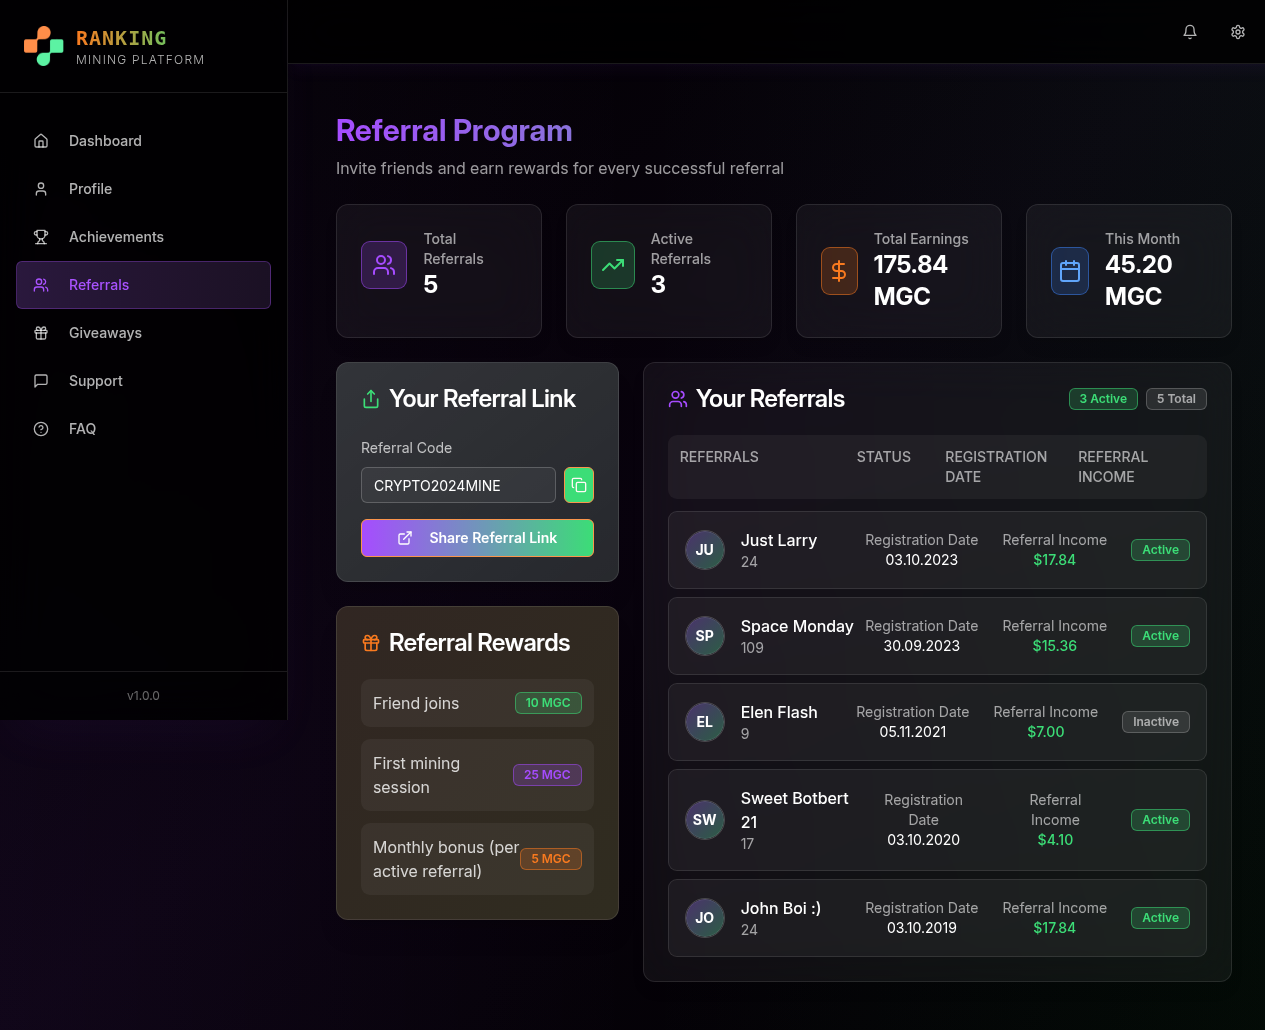 RANKING
MINING PLATFORM
Dashboard
Profile
Achievements
Referrals
Giveaways
Support
FAQ
v1.0.0
Referral Program
Invite friends and earn rewards for every successful referral
Total
Referrals
5
Active
Referrals
3
Total Earnings
175.84
MGC
This Month
45.20
MGC
Your Referral Link
Referral Code
CRYPTO2024MINE
Share Referral Link
Referral Rewards
Friend joins
10 MGC
First mining
session
25 MGC
Monthly bonus (per
active referral)
5 MGC
Your Referrals
3 Active
5 Total
REFERRALS
STATUS
REGISTRATION
DATE
REFERRAL
INCOME
JU
Just Larry
24
Registration Date
03.10.2023
Referral Income
$17.84
Active
SP
Space Monday
109
Registration Date
30.09.2023
Referral Income
$15.36
Active
EL
Elen Flash
9
Registration Date
05.11.2021
Referral Income
$7.00
Inactive
SW
Sweet Botbert
21
17
Registration
Date
03.10.2020
Referral
Income
$4.10
Active
JO
John Boi :)
24
Registration Date
03.10.2019
Referral Income
$17.84
Active